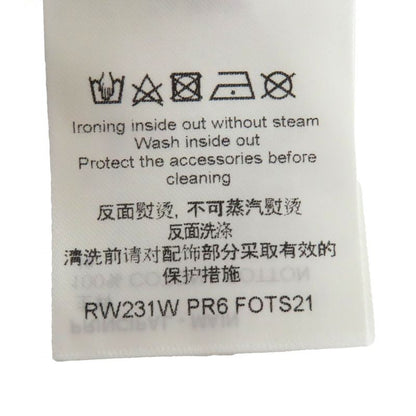 Ironing inside out without steam
Wash inside out
Protect the accessories before
cleaning
反面熨烫, 不可蒸汽熨烫
反面洗涤
清洗前请对配饰部分采取有效的
保护措施
RW231W PR6 FOTS21